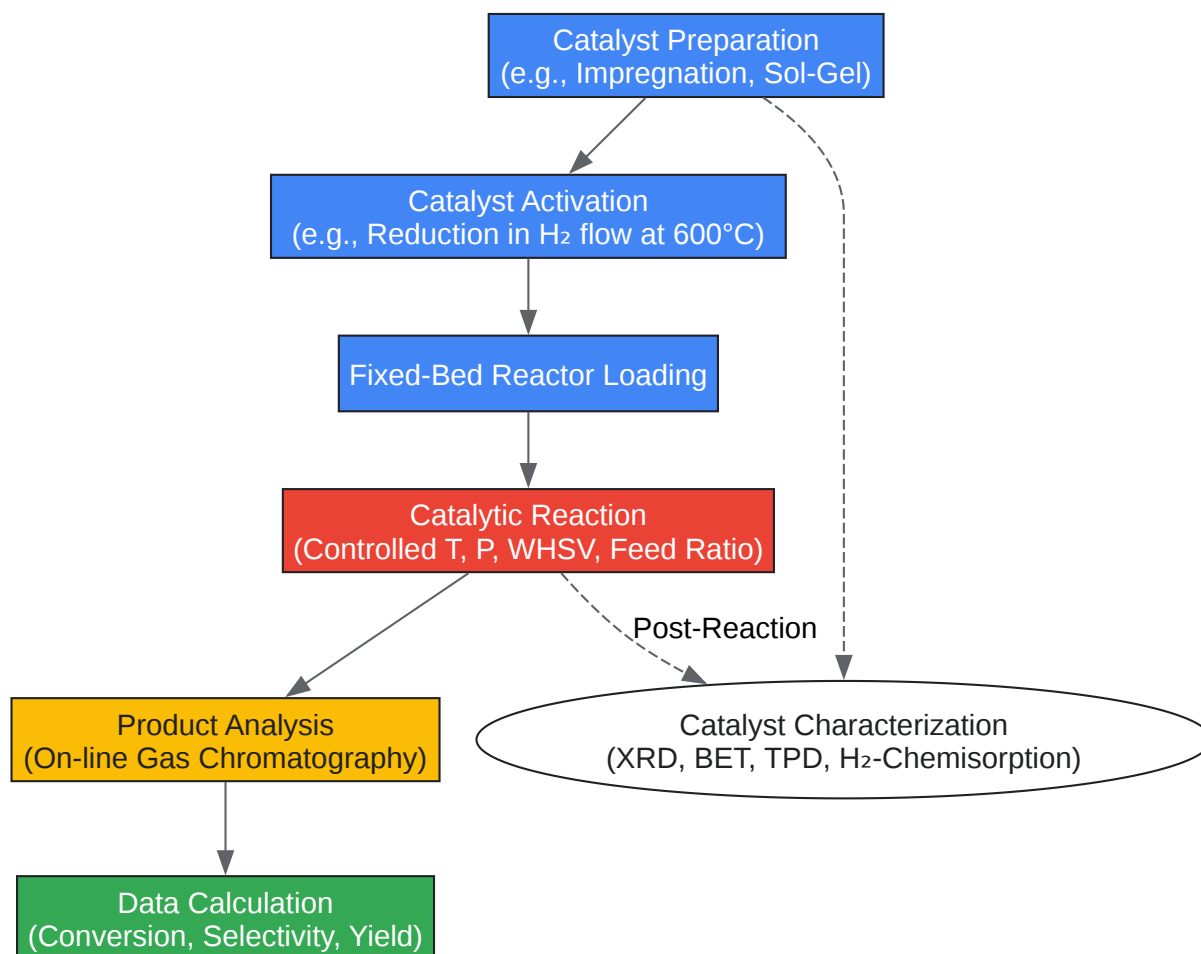 Catalyst Preparation
(e.g., Impregnation, Sol-Gel)
Catalyst Activation
(e.g., Reduction in H₂ flow at 600°C)
Fixed-Bed Reactor Loading
Catalytic Reaction
(Controlled T, P, WHSV, Feed Ratio)
Post-Reaction
Product Analysis
(On-line Gas Chromatography)
Catalyst Characterization
(XRD, BET, TPD, H₂-Chemisorption)
Data Calculation
(Conversion, Selectivity, Yield)